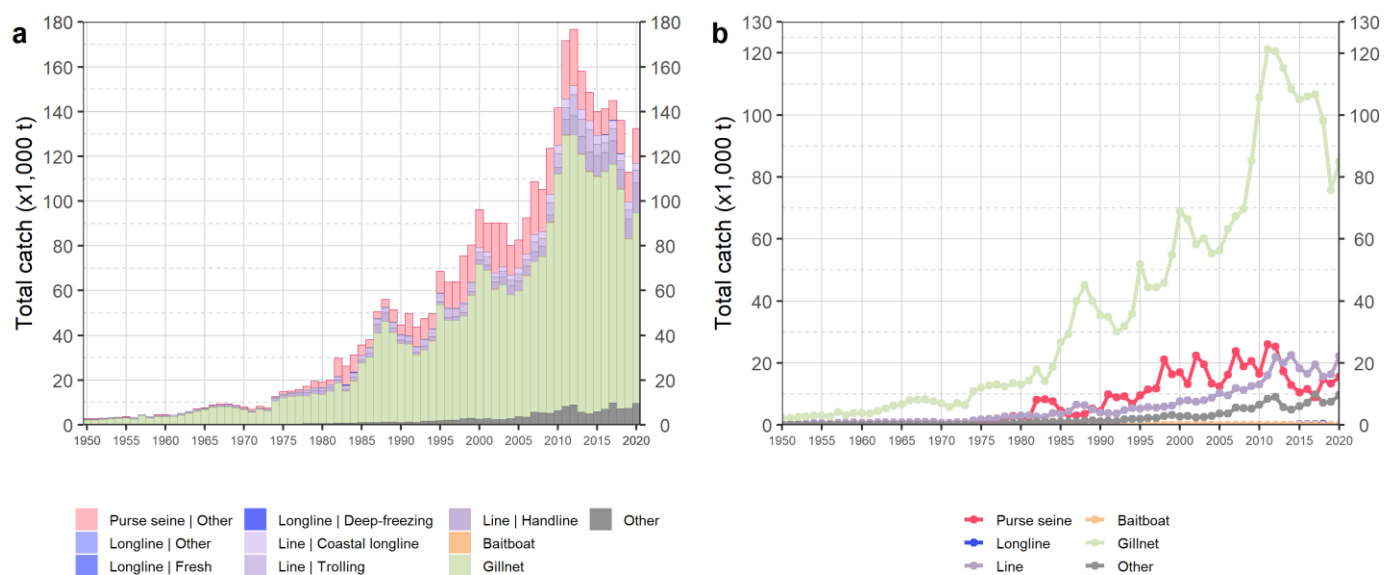 a
Total catch (x1,000 t)
180 160 140 120 100 80 60 40 20 0
180 160 140 120 100 80 60 40 20 0
1950 1955 1960 1965 1970 1975 1980 1985 1990 1995 2000 2005 2010 2015 2020
Purse seine | Other
Longline | Other
Longline | Fresh
Longline | Deep-freezing
Line | Coastal longline
Line | Trolling
Line | Handline
Baitboat
Gillnet
Other
b
Total catch (x1,000 t)
130 120 100 80 60 40 20 0
130 120 100 80 60 40 20 0
1950 1955 1960 1965 1970 1975 1980 1985 1990 1995 2000 2005 2010 2015 2020
Purse seine
Longline
Line
Baitboat
Gillnet
Other